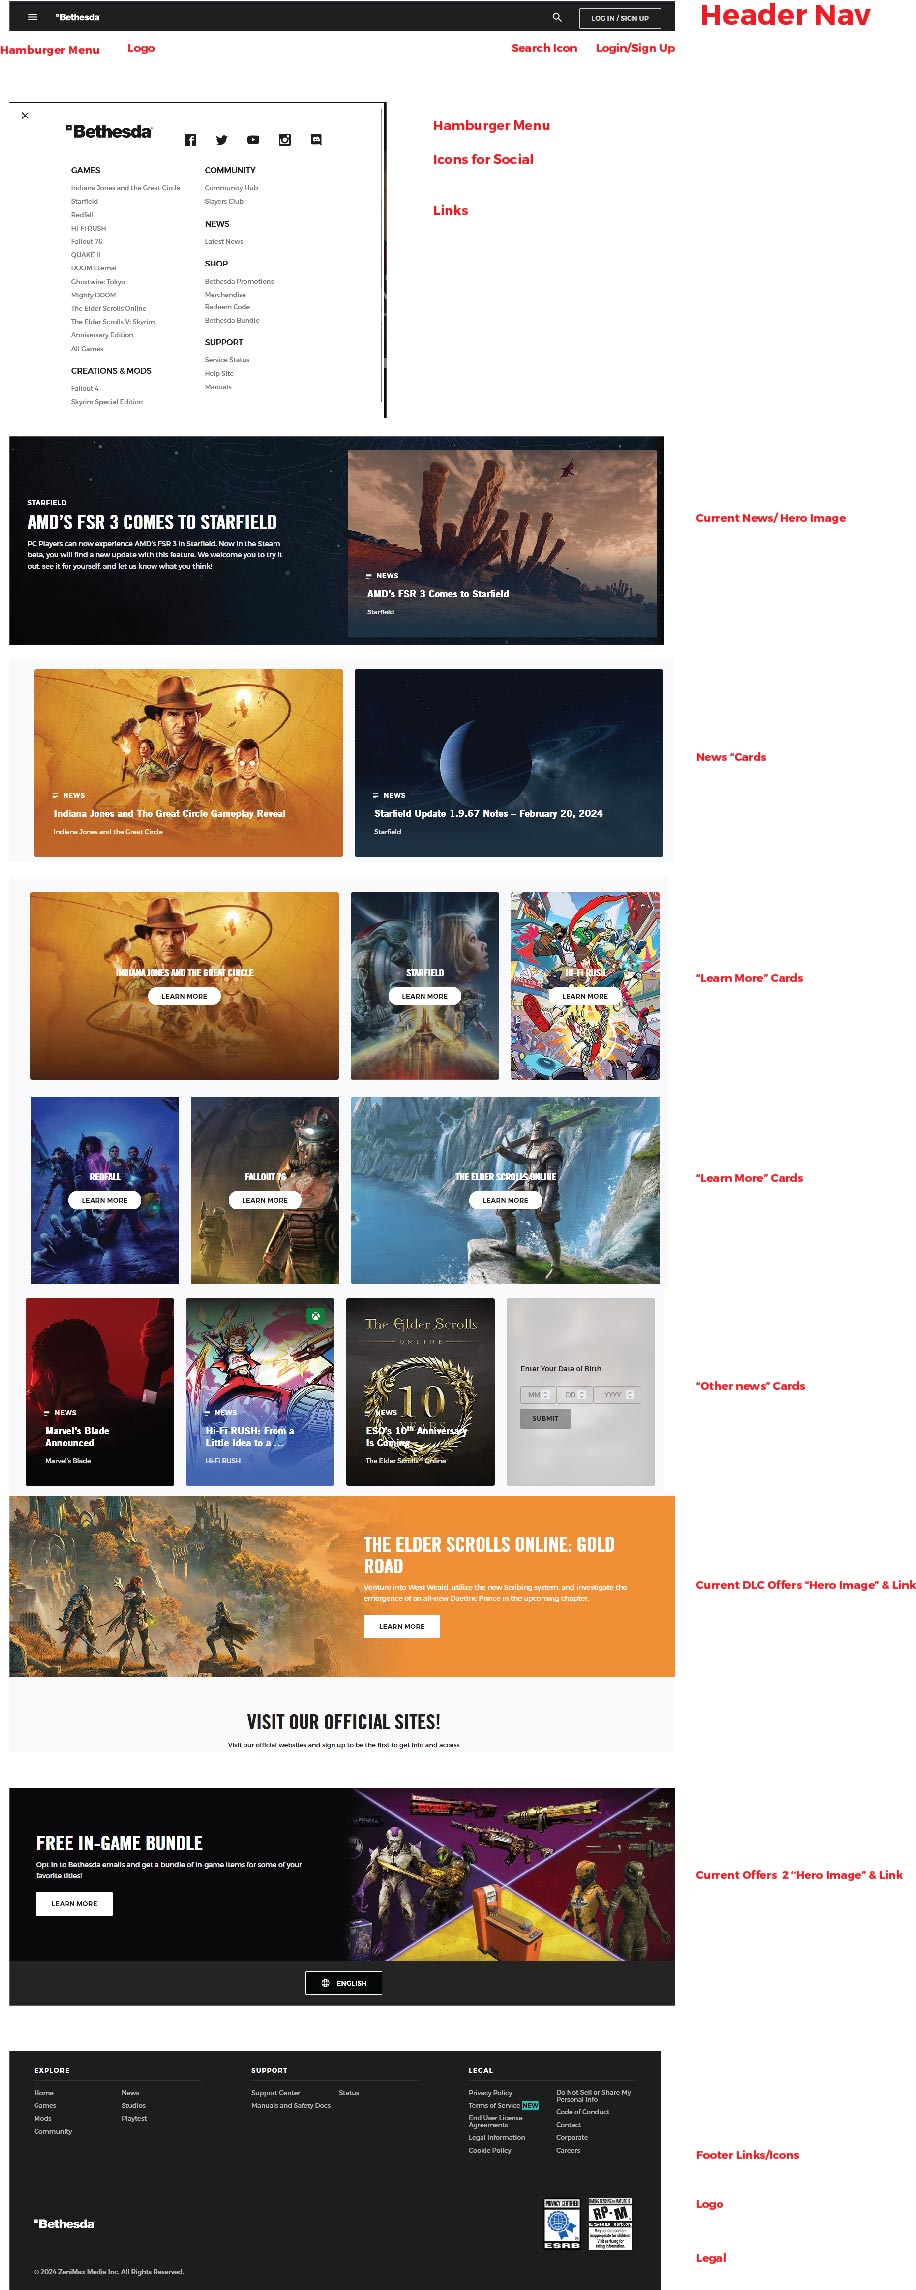 Bethesda
LOG IN / SIGN UP
Header Nav
Hamburger Menu
Logo
Search Icon
Login/Sign Up
Bethesda
Hamburger Menu
Icons for Social
Links
GAMES
Indiana Jones and the Great Circle
Starfield
Redfall
HI FI RUSH
Fallout 76
QUAKE II
DOOM Eternal
Ghostwire: Tokyo
Mighty DOOM
The Elder Scrolls Online
The Elder Scrolls V: Skyrim
Anniversary Edition
All Games
CREATIONS & MODS
Fallout 4
Skyrim Special Edition
COMMUNITY
Community Hub
Slayers Club
NEWS
Latest News
SHOP
Bethesda Promotions
Merchandise
Redeem Code
Bethesda Bundle
SUPPORT
Service Status
Help Site
Manuals
STARFIELD
AMD'S FSR 3 COMES TO STARFIELD
PC Players can now experience AMD's FSR 3 in Starfield. Now in the Steam
beta, you will find a new update with this feature. We welcome you to try it
out, see it for yourself, and let us know what you think!
NEWS
AMD's FSR 3 Comes to Starfield
Starfield
Current News/ Hero Image
NEWS
Indiana Jones and The Great Circle Gameplay Reveal
Indiana Jones and the Great Circle
NEWS
Starfield Update 1.9.67 Notes – February 20, 2024
Starfield
News "Cards
INDIANA JONES AND THE GREAT CIRCLE
LEARN MORE
STARFIELD
LEARN MORE
HI-FI RUSH
LEARN MORE
"Learn More" Cards
REDFALL
LEARN MORE
FALLOUT 76
LEARN MORE
THE ELDER SCROLLS ONLINE
LEARN MORE
"Learn More" Cards
NEWS
Marvel's Blade
Announced
Marvel's Blade
NEWS
Hi-Fi RUSH: From a
Little Idea to a ...
Hi-Fi RUSH
The Elder Scrolls
ONLINE
10
YEARS
NEWS
ESO's 10th Anniversary
Is Coming
The Elder Scrolls® Online
Enter Your Date of Birth
MM
DD
YYYY
SUBMIT
"Other news" Cards
THE ELDER SCROLLS ONLINE: GOLD
ROAD
Venture into West Weald, utilize the new Scribing system, and investigate the
emergence of an all-new Daedric Prince in the upcoming chapter.
LEARN MORE
Current DLC Offers "Hero Image" & Link
VISIT OUR OFFICIAL SITES!
Visit our official websites and sign up to be the first to get info and access
FREE IN-GAME BUNDLE
Opt in to Bethesda emails and get a bundle of in-game items for some of your
favorite titles!
LEARN MORE
Current Offers 2 "Hero Image" & Link
ENGLISH
EXPLORE
Home
Games
Mods
Community
News
Studios
Playtest
SUPPORT
Support Center
Manuals and Safety Docs
Status
LEGAL
Privacy Policy
Terms of Service NEW
End User License
Agreements
Legal Information
Cookie Policy
Do Not Sell or Share My
Personal Info
Code of Conduct
Contact
Corporate
Careers
Footer Links/Icons
Bethesda
PRIVACY CERTIFIED
ESRB
RP-M
ESRB
May contain content
inappropriate for children.
Visit esrb.org for
rating information.
Logo
© 2024 ZeniMax Media Inc. All Rights Reserved.
Legal